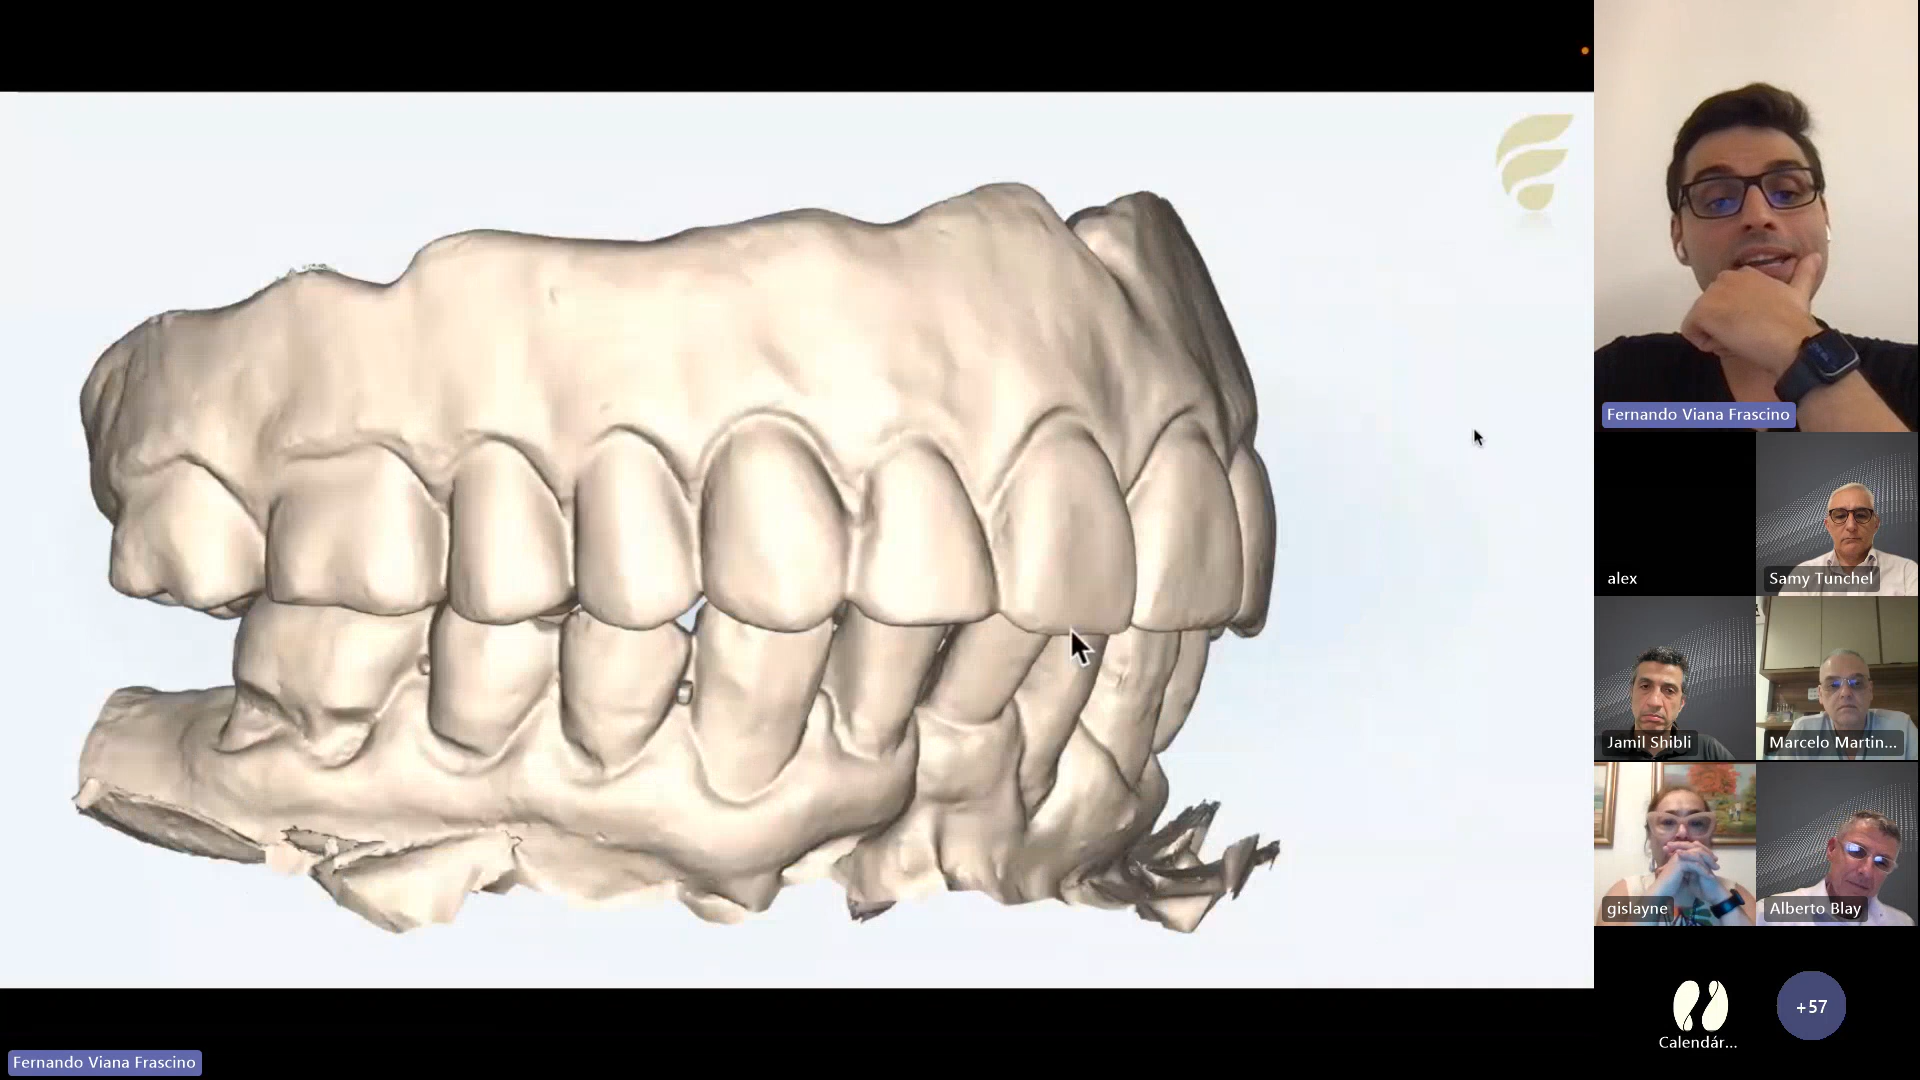 Fernando Viana Frascino
alex
Samy Tunchel
Jamil Shibli
Marcelo Martin...
gislayne
Alberto Blay
Calendár...
+57
Fernando Viana Frascino